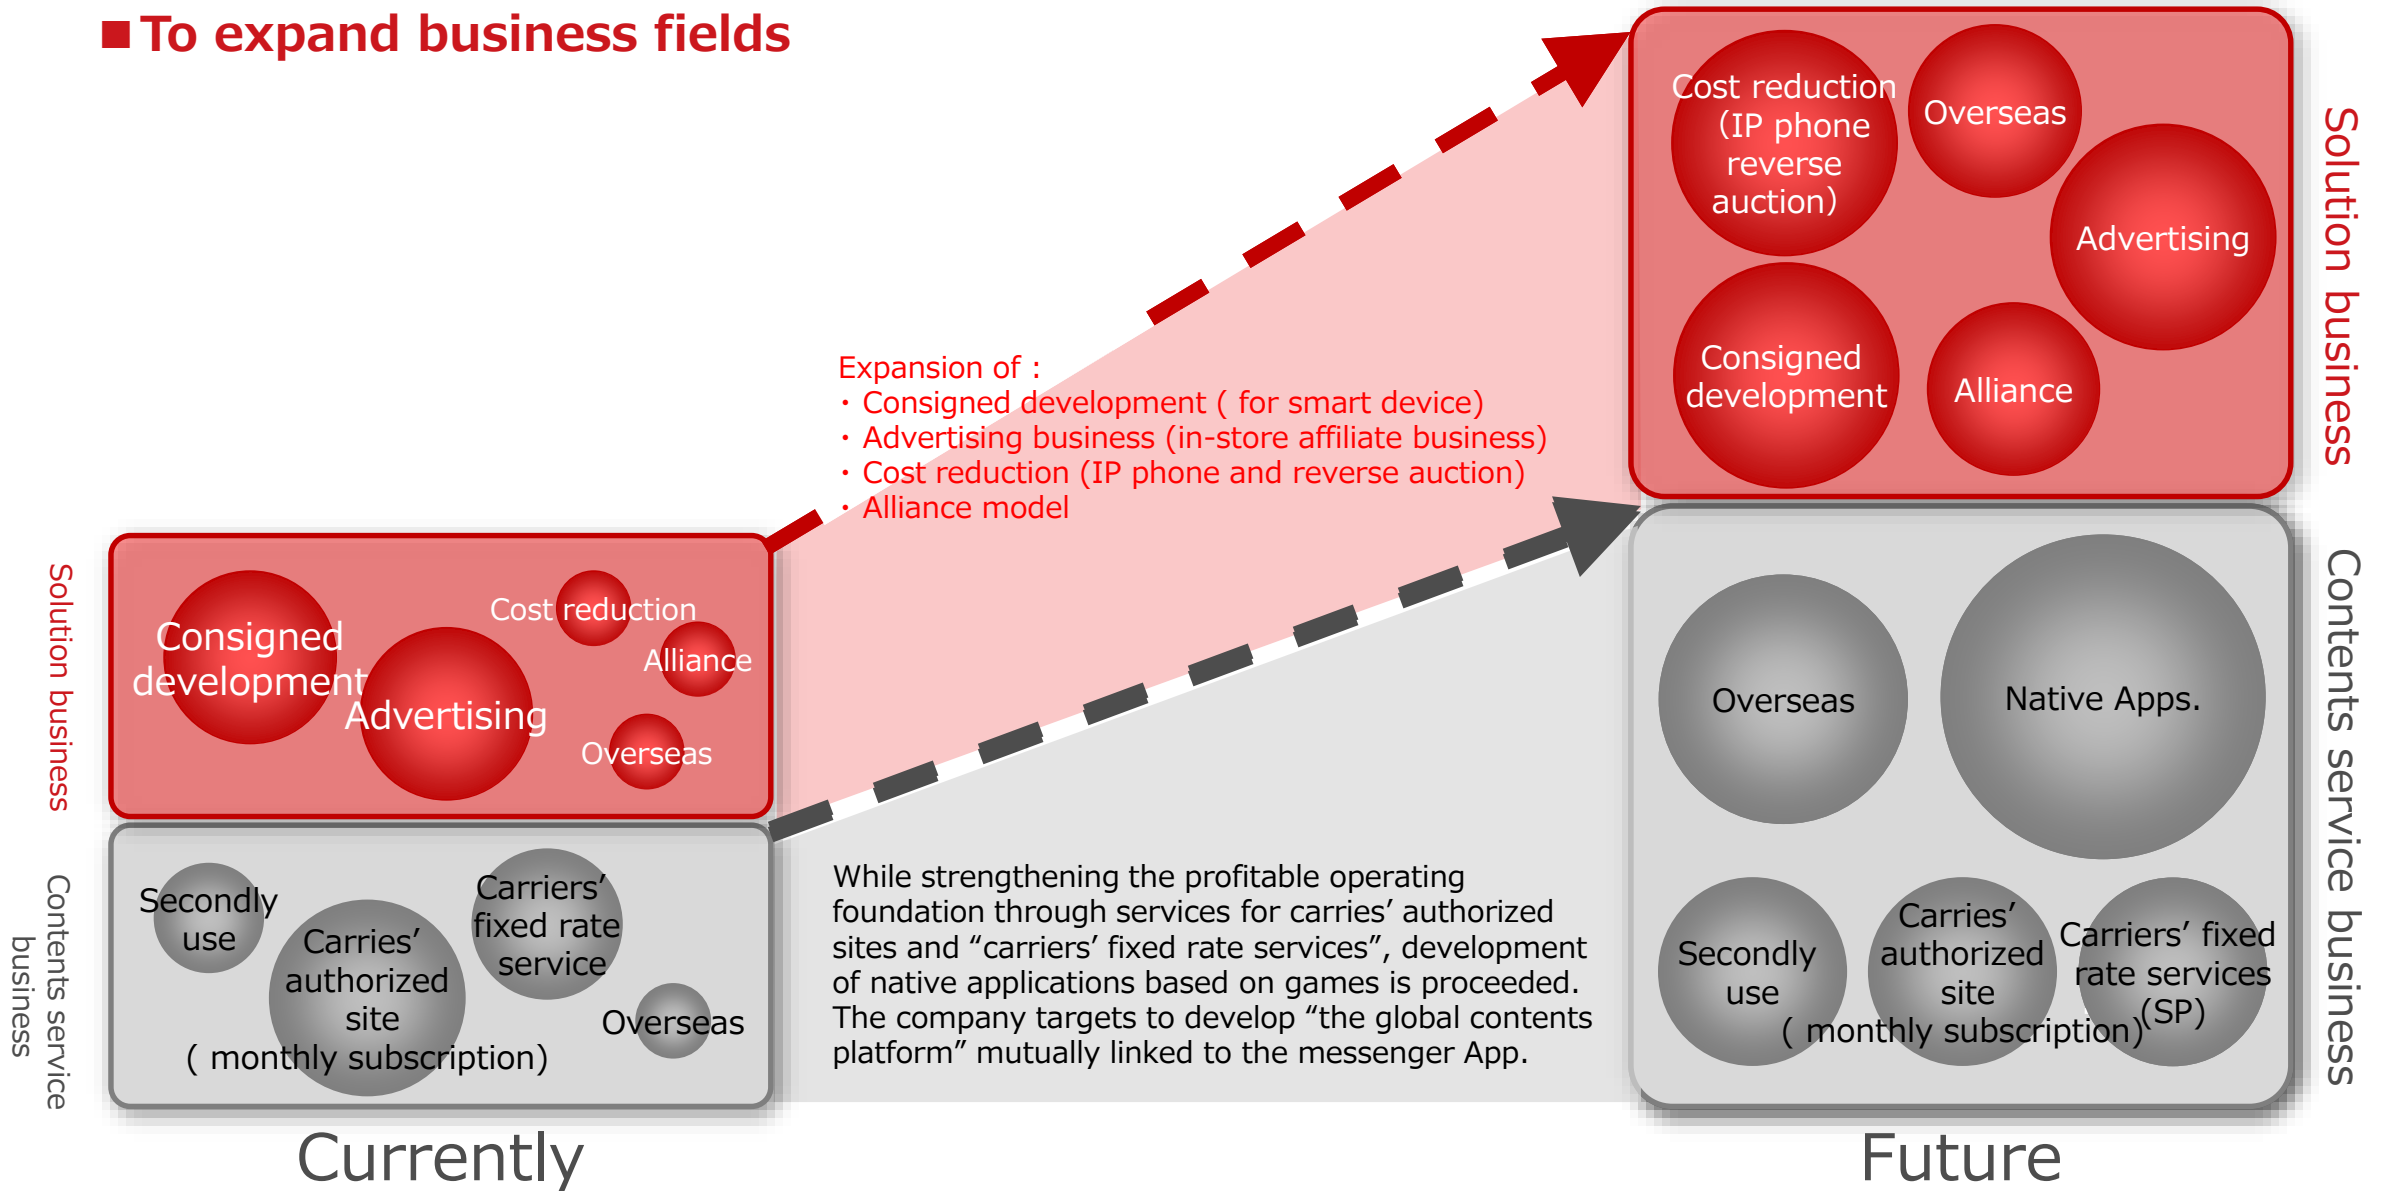 ■ To expand business fields
Solution business
Consigned
development
Advertising
Cost reduction
Alliance
Overseas
Contents service
business
Secondly
use
Carries’
authorized
site
( monthly subscription)
Carriers’
fixed rate
service
Overseas
Currently
Expansion of :
・Consigned development ( for smart device)
・Advertising business (in-store affiliate business)
・Cost reduction (IP phone and reverse auction)
・Alliance model
While strengthening the profitable operating
foundation through services for carries’ authorized
sites and “carriers’ fixed rate services”, development
of native applications based on games is proceeded.
The company targets to develop “the global contents
platform” mutually linked to the messenger App.
Cost reduction
(IP phone
reverse
auction)
Overseas
Advertising
Consigned
development
Alliance
Solution business
Overseas
Native Apps.
Secondly
use
Carries’
authorized
site
( monthly subscription)
Carriers’ fixed
rate services
(SP)
Contents service business
Future